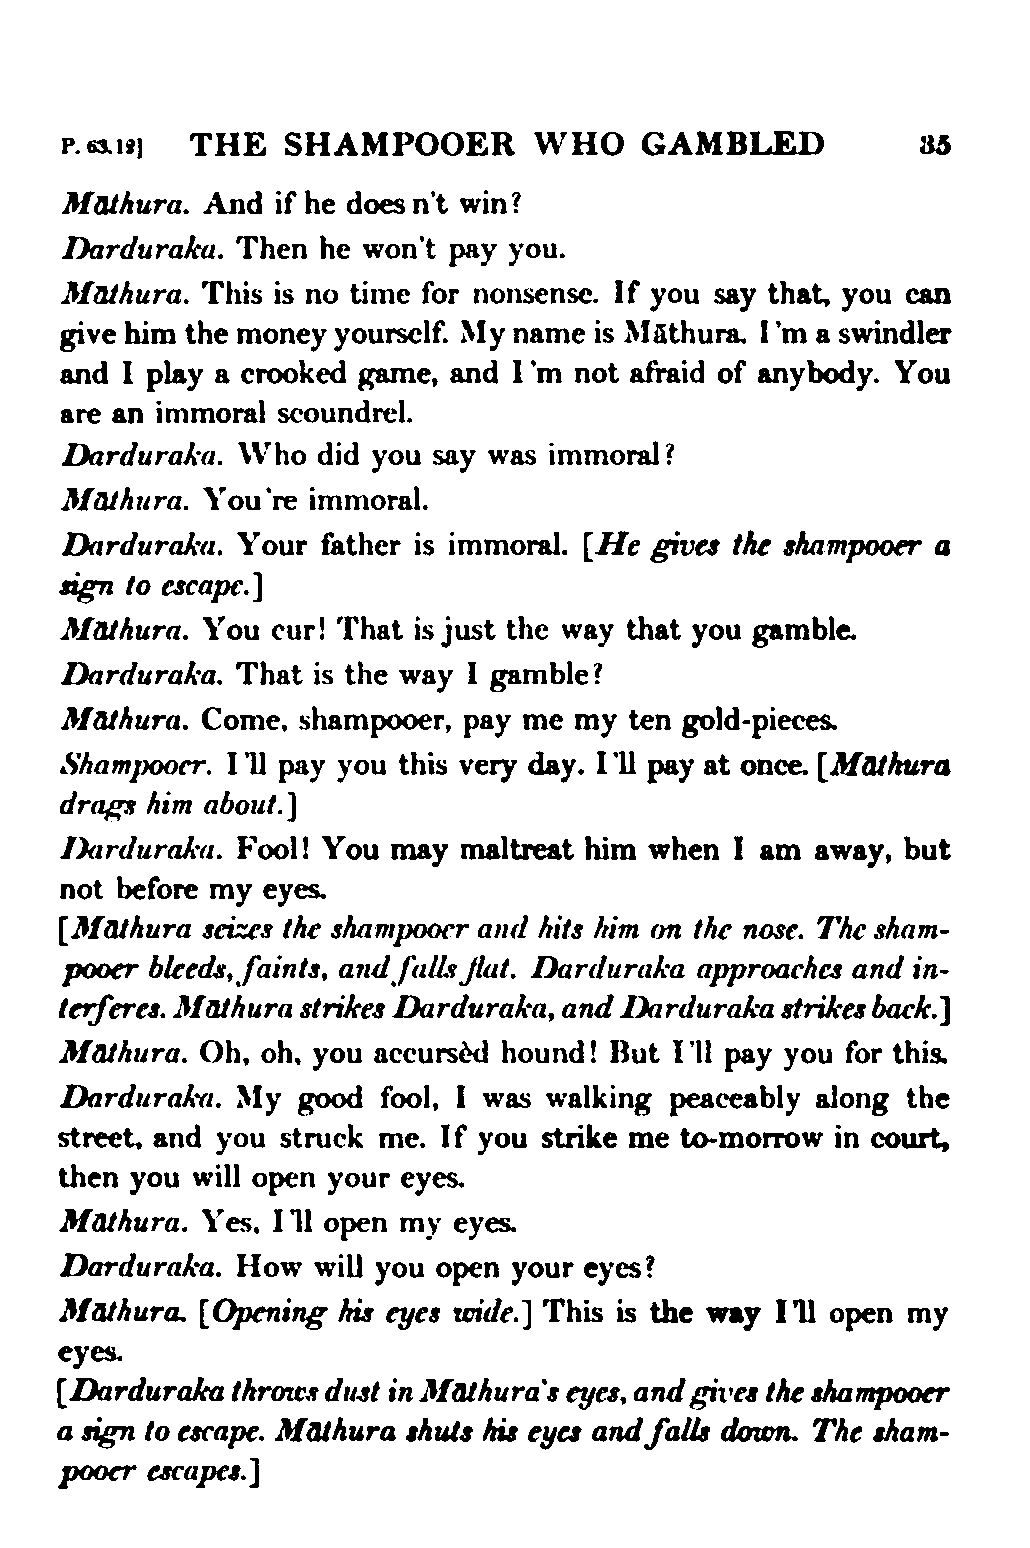 P. 63.12] THE SHAMPOOER WHO GAMBLED 35
Māthura. And if he does n't win?
Darduraka. Then he won't pay you.
Māthura. This is no time for nonsense. If you say that, you can
give him the money yourself. My name is Māthura. I 'm a swindler
and I play a crooked game, and I 'm not afraid of anybody. You
are an immoral scoundrel.
Darduraka. Who did you say was immoral?
Māthura. You 're immoral.
Darduraka. Your father is immoral. [He gives the shampooer a
sign to escape.]
Māthura. You cur! That is just the way that you gamble.
Darduraka. That is the way I gamble?
Māthura. Come, shampooer, pay me my ten gold-pieces.
Shampooer. I 'll pay you this very day. I 'll pay at once. [Māthura
drags him about.]
Darduraka. Fool! You may maltreat him when I am away, but
not before my eyes.
[Māthura seizes the shampooer and hits him on the nose. The sham-
pooer bleeds, faints, and falls flat. Darduraka approaches and in-
terferes. Māthura strikes Darduraka, and Darduraka strikes back.]
Māthura. Oh, oh, you accursèd hound! But I 'll pay you for this.
Darduraka. My good fool, I was walking peaceably along the
street, and you struck me. If you strike me to-morrow in court,
then you will open your eyes.
Māthura. Yes, I 'll open my eyes.
Darduraka. How will you open your eyes?
Māthura. [Opening his eyes wide.] This is the way I 'll open my
eyes.
[Darduraka throws dust in Māthura's eyes, and gives the shampooer
a sign to escape. Māthura shuts his eyes and falls down. The sham-
pooer escapes.]